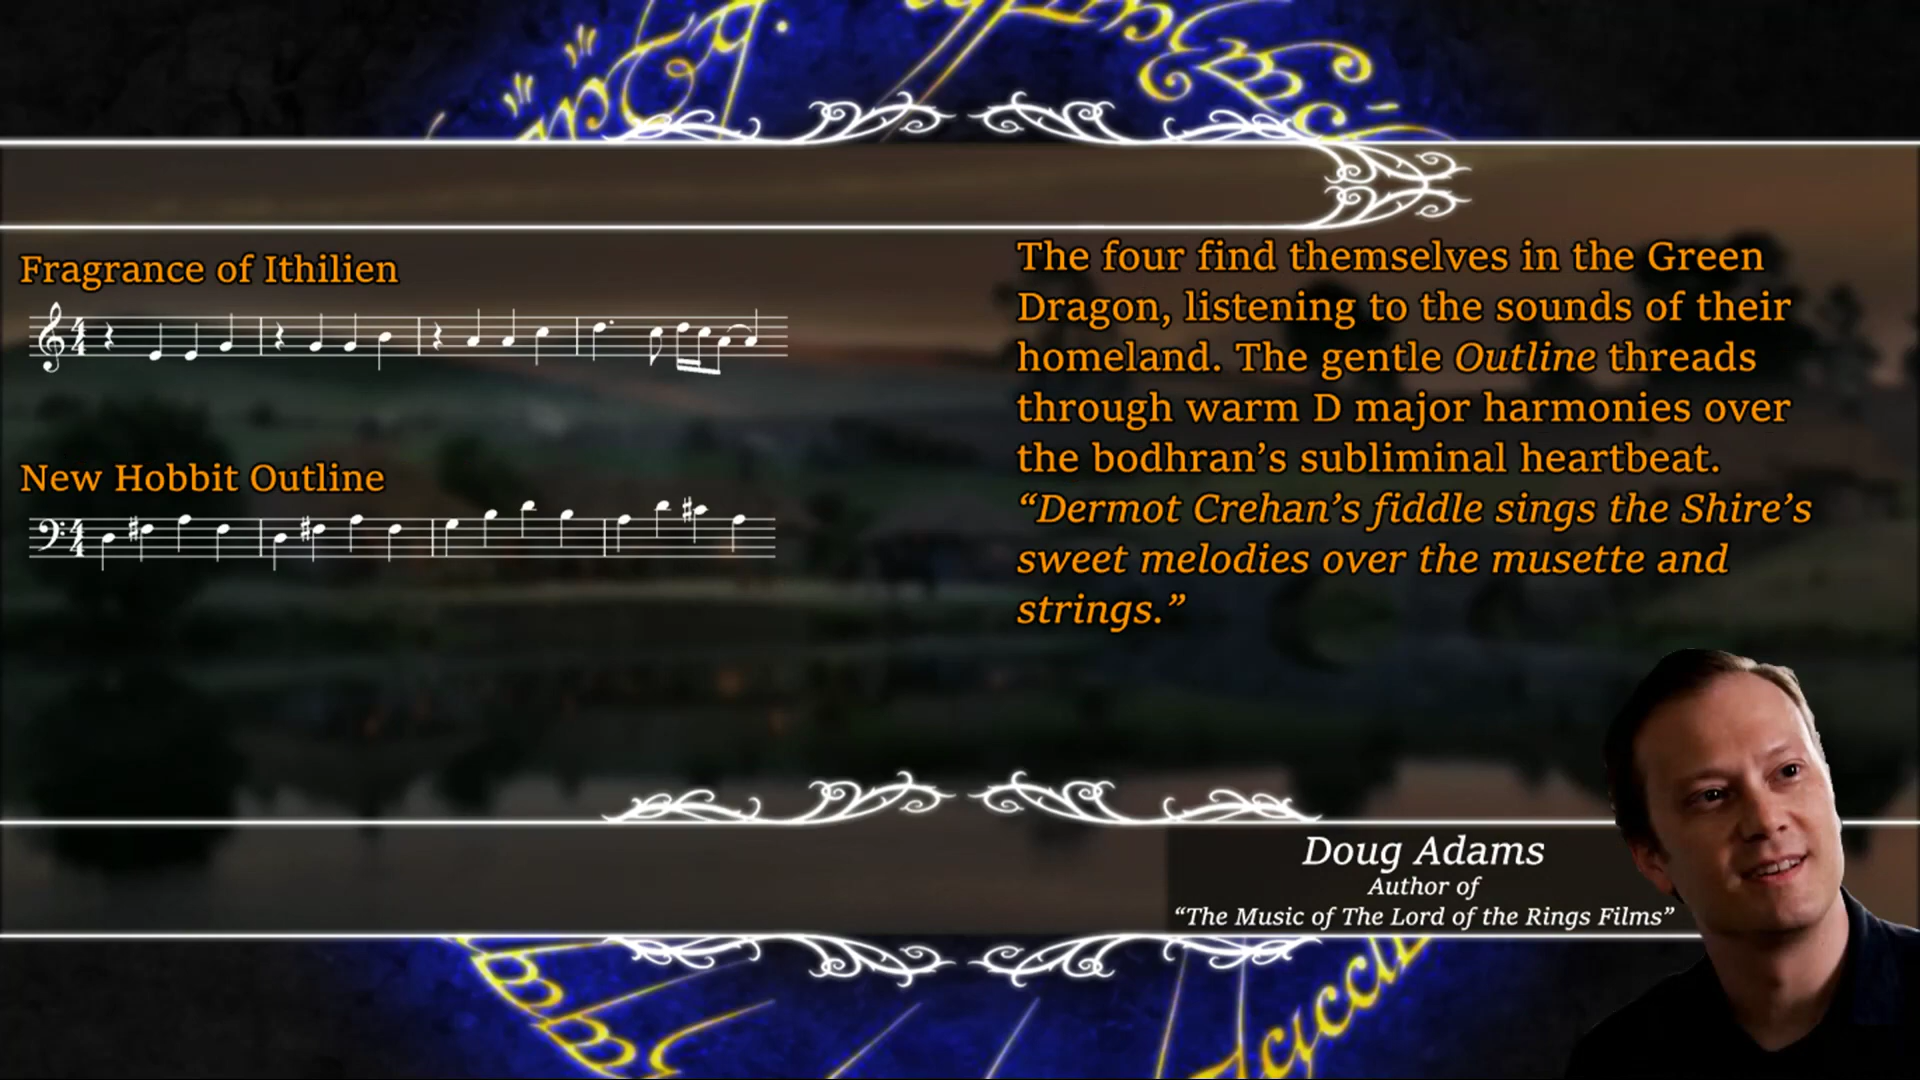 Fragrance of Ithilien
New Hobbit Outline
The four find themselves in the Green
Dragon, listening to the sounds of their
homeland. The gentle Outline threads
through warm D major harmonies over
the bodhran’s subliminal heartbeat.
“Dermot Crehan’s fiddle sings the Shire’s
sweet melodies over the musette and
strings.”
Doug Adams
Author of
“The Music of The Lord of the Rings Films”